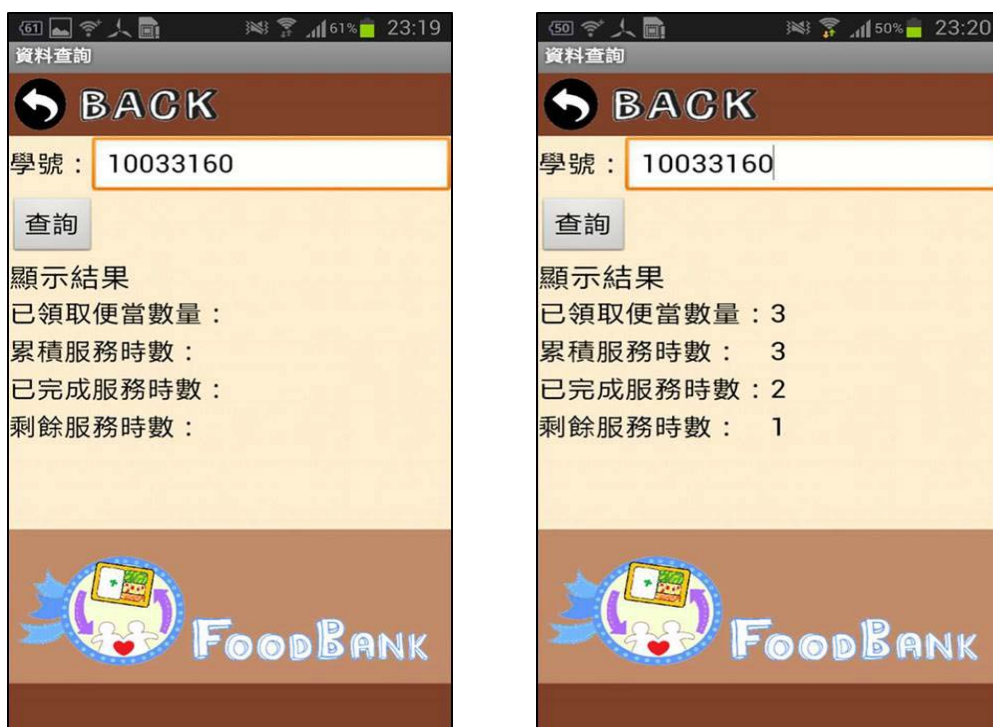 61 61% 23:19
資料查詢
BACK
學號： 10033160
查詢
顯示結果
已領取便當數量：
累積服務時數：
已完成服務時數：
剩餘服務時數：
FOODBANK
50 50% 23:20
資料查詢
BACK
學號： 10033160
查詢
顯示結果
已領取便當數量：3
累積服務時數： 3
已完成服務時數：2
剩餘服務時數： 1
FOODBANK